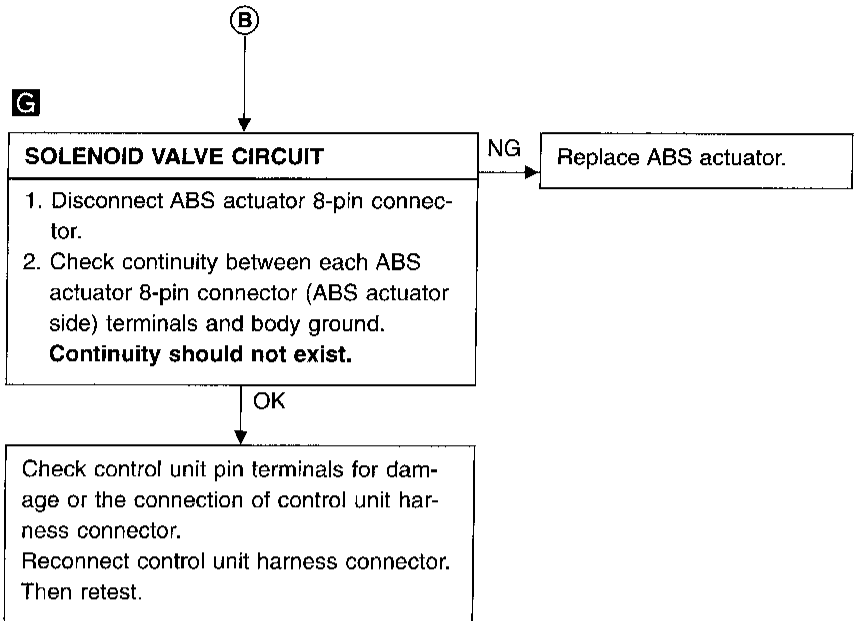 B
G
SOLENOID VALVE CIRCUIT
1. Disconnect ABS actuator 8-pin connec-
tor.
2. Check continuity between each ABS
actuator 8-pin connector (ABS actuator
side) terminals and body ground.
Continuity should not exist.
NG
Replace ABS actuator.
OK
Check control unit pin terminals for dam-
age or the connection of control unit har-
ness connector.
Reconnect control unit harness connector.
Then retest.